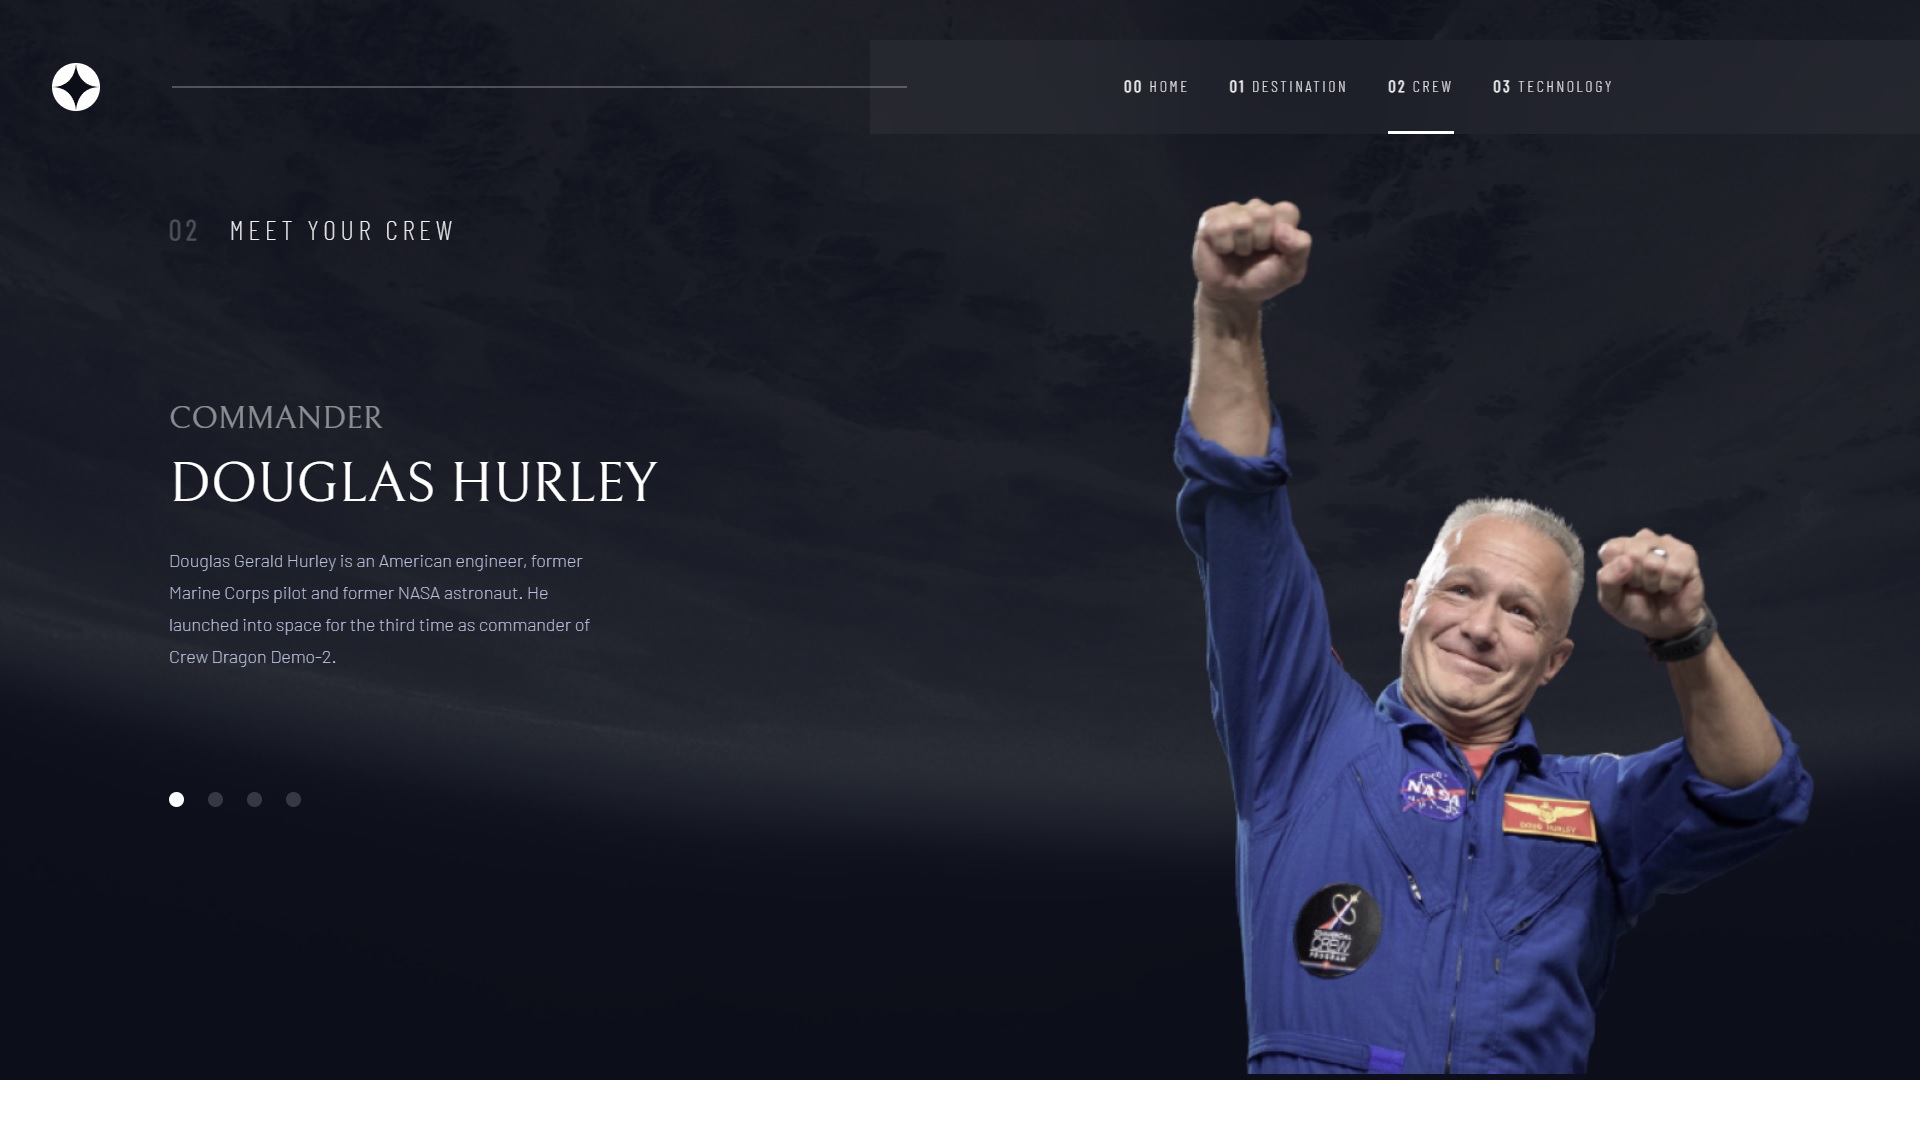 00 HOME
01 DESTINATION
02 CREW
03 TECHNOLOGY
02 MEET YOUR CREW
COMMANDER
DOUGLAS HURLEY
Douglas Gerald Hurley is an American engineer, former
Marine Corps pilot and former NASA astronaut. He
launched into space for the third time as commander of
Crew Dragon Demo-2.
NASA
DOUG HURLEY
COMMERCIAL
CREW
PROGRAM